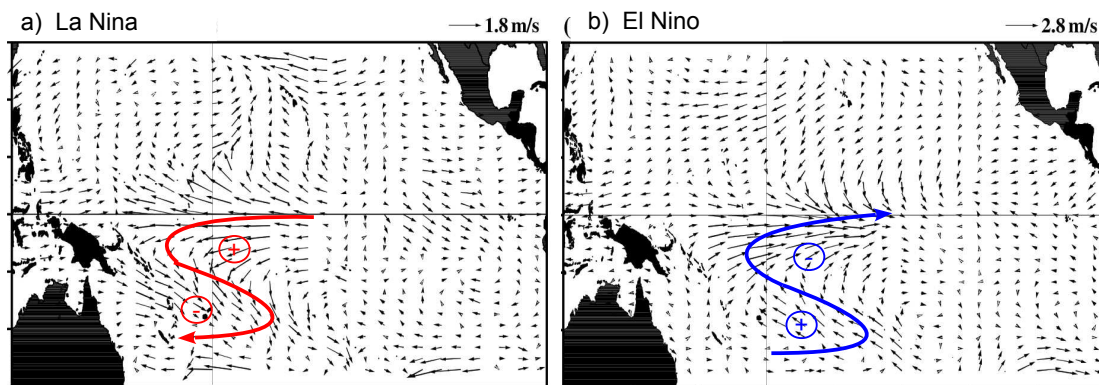 a) La Nina
1.8 m/s
( b) El Nino
2.8 m/s
+
-
-
+